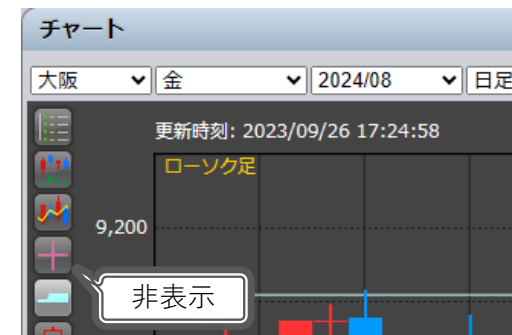 チャート
大阪 金 2024/08 日足
更新時刻: 2023/09/26 17:24:58
ローソク足
9,200
非表示